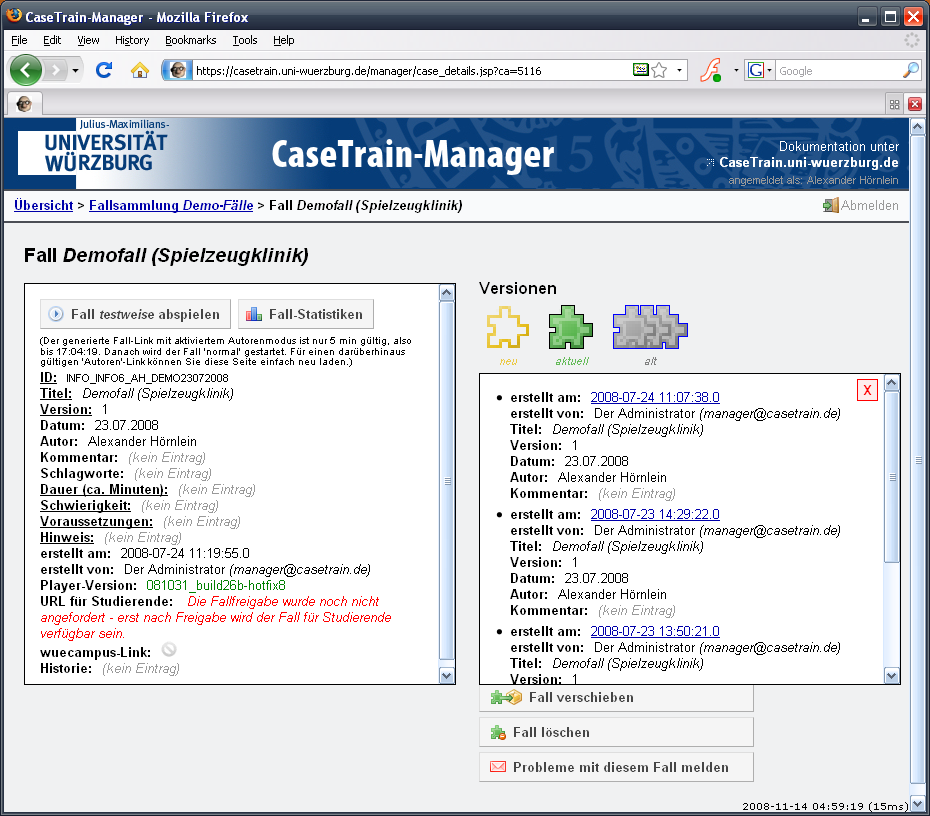 CaseTrain-Manager - Mozilla Firefox
File Edit View History Bookmarks Tools Help
https://casetrain.uni-wuerzburg.de/manager/case_details.jsp?ca=5116
Google
Julius-Maximilians-
UNIVERSITÄT
WÜRZBURG
CaseTrain-Manager
Dokumentation unter
CaseTrain.uni-wuerzburg.de
angemeldet als: Alexander Hörnlein
Übersicht > Fallsammlung Demo-Fälle > Fall Demofall (Spielzeugklinik)
Abmelden
Fall Demofall (Spielzeugklinik)
Fall testweise abspielen
Fall-Statistiken
(Der generierte Fall-Link mit aktiviertem Autorenmodus ist nur 5 min gültig, also
bis 17:04:19. Danach wird der Fall 'normal' gestartet. Für einen darüberhinaus
gültigen 'Autoren'-Link können Sie diese Seite einfach neu laden.)
ID: INFO_INFO6_AH_DEMO23072008
Titel: Demofall (Spielzeugklinik)
Version: 1
Datum: 23.07.2008
Autor: Alexander Hörnlein
Kommentar: (kein Eintrag)
Schlagworte: (kein Eintrag)
Dauer (ca. Minuten): (kein Eintrag)
Schwierigkeit: (kein Eintrag)
Voraussetzungen: (kein Eintrag)
Hinweis: (kein Eintrag)
erstellt am: 2008-07-24 11:19:55.0
erstellt von: Der Administrator (manager@casetrain.de)
Player-Version: 081031_build26b-hotfix8
URL für Studierende: Die Fallfreigabe wurde noch nicht
angefordert - erst nach Freigabe wird der Fall für Studierende
verfügbar sein.
wuecampus-Link:
Historie: (kein Eintrag)
Versionen
neu
aktuell
alt
X
erstellt am: 2008-07-24 11:07:38.0
erstellt von: Der Administrator (manager@casetrain.de)
Titel: Demofall (Spielzeugklinik)
Version: 1
Datum: 23.07.2008
Autor: Alexander Hörnlein
Kommentar: (kein Eintrag)
erstellt am: 2008-07-23 14:29:22.0
erstellt von: Der Administrator (manager@casetrain.de)
Titel: Demofall (Spielzeugklinik)
Version: 1
Datum: 23.07.2008
Autor: Alexander Hörnlein
Kommentar: (kein Eintrag)
erstellt am: 2008-07-23 13:50:21.0
erstellt von: Der Administrator (manager@casetrain.de)
Titel: Demofall (Spielzeugklinik)
Version: 1
Fall verschieben
Fall löschen
Probleme mit diesem Fall melden
2008-11-14 04:59:19 (15ms)